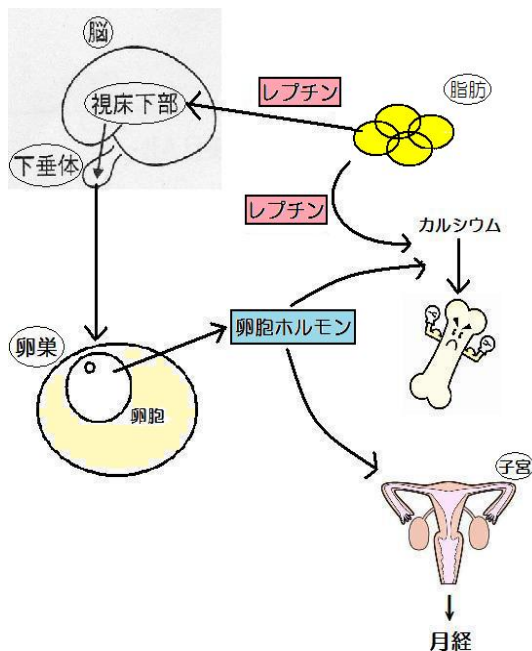 脳
視床下部
下垂体
レプチン
脂肪
レプチン
カルシウム
卵巣
卵胞
卵胞ホルモン
子宮
月経